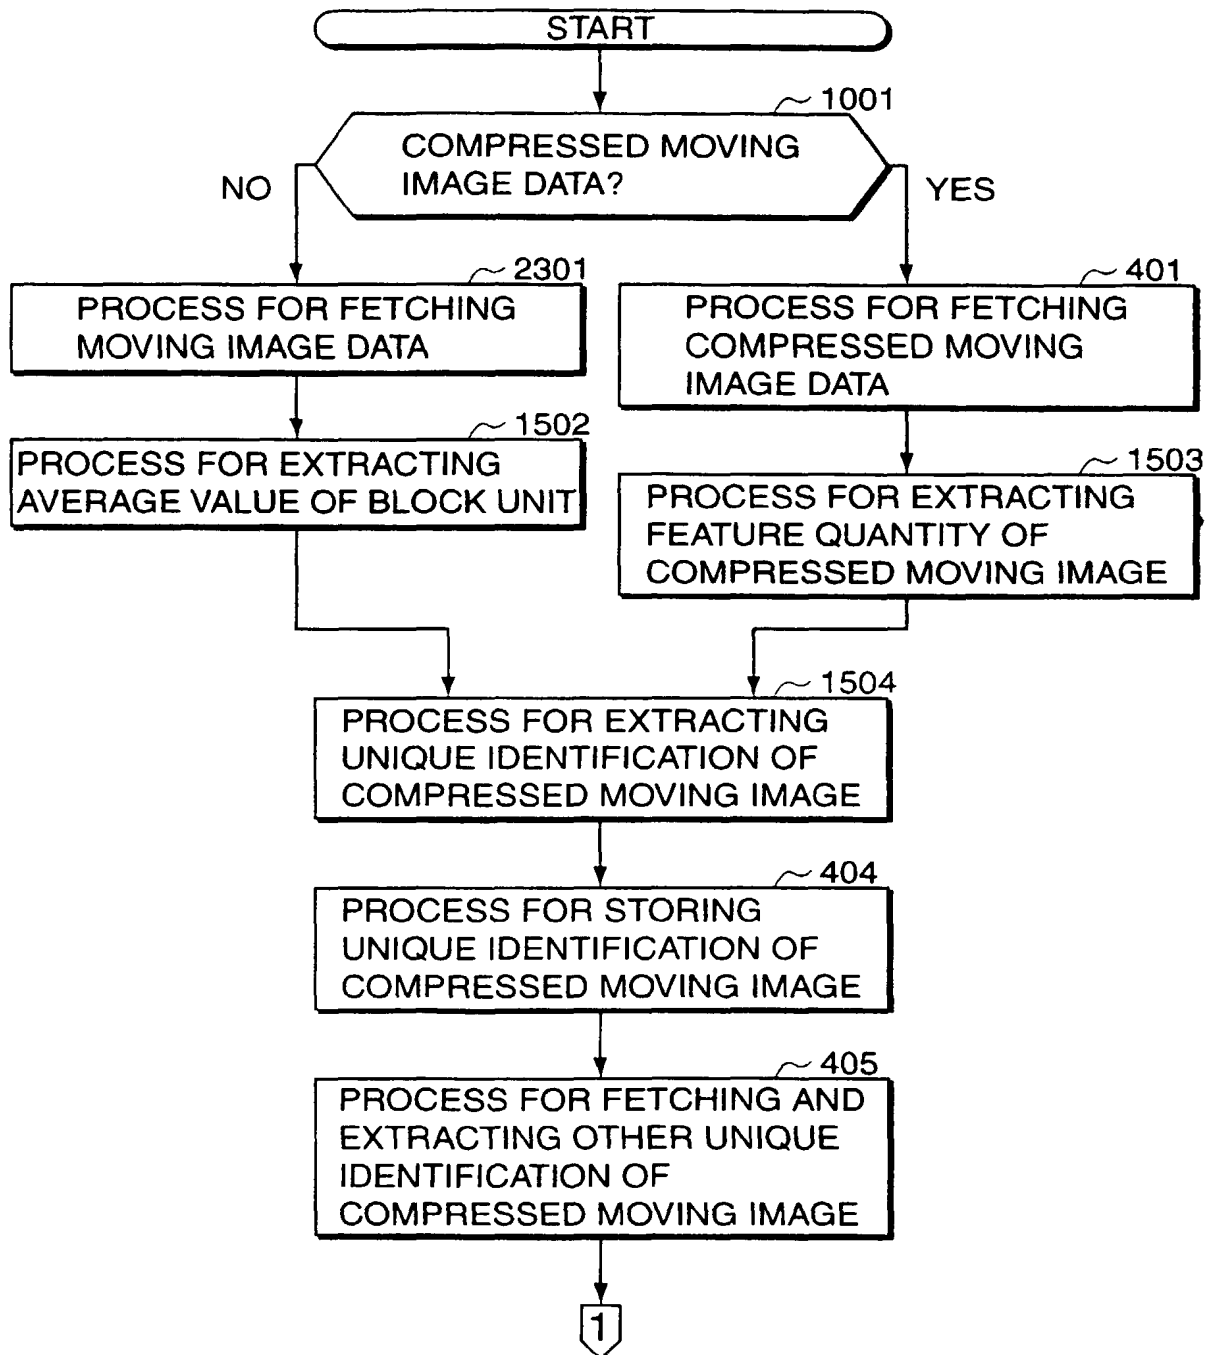 START
1001
COMPRESSED MOVING
IMAGE DATA?
NO
YES
2301
PROCESS FOR FETCHING
MOVING IMAGE DATA
401
PROCESS FOR FETCHING
COMPRESSED MOVING
IMAGE DATA
1502
PROCESS FOR EXTRACTING
AVERAGE VALUE OF BLOCK UNIT
1503
PROCESS FOR EXTRACTING
FEATURE QUANTITY OF
COMPRESSED MOVING IMAGE
1504
PROCESS FOR EXTRACTING
UNIQUE IDENTIFICATION OF
COMPRESSED MOVING IMAGE
404
PROCESS FOR STORING
UNIQUE IDENTIFICATION OF
COMPRESSED MOVING IMAGE
405
PROCESS FOR FETCHING AND
EXTRACTING OTHER UNIQUE
IDENTIFICATION OF
COMPRESSED MOVING IMAGE
1